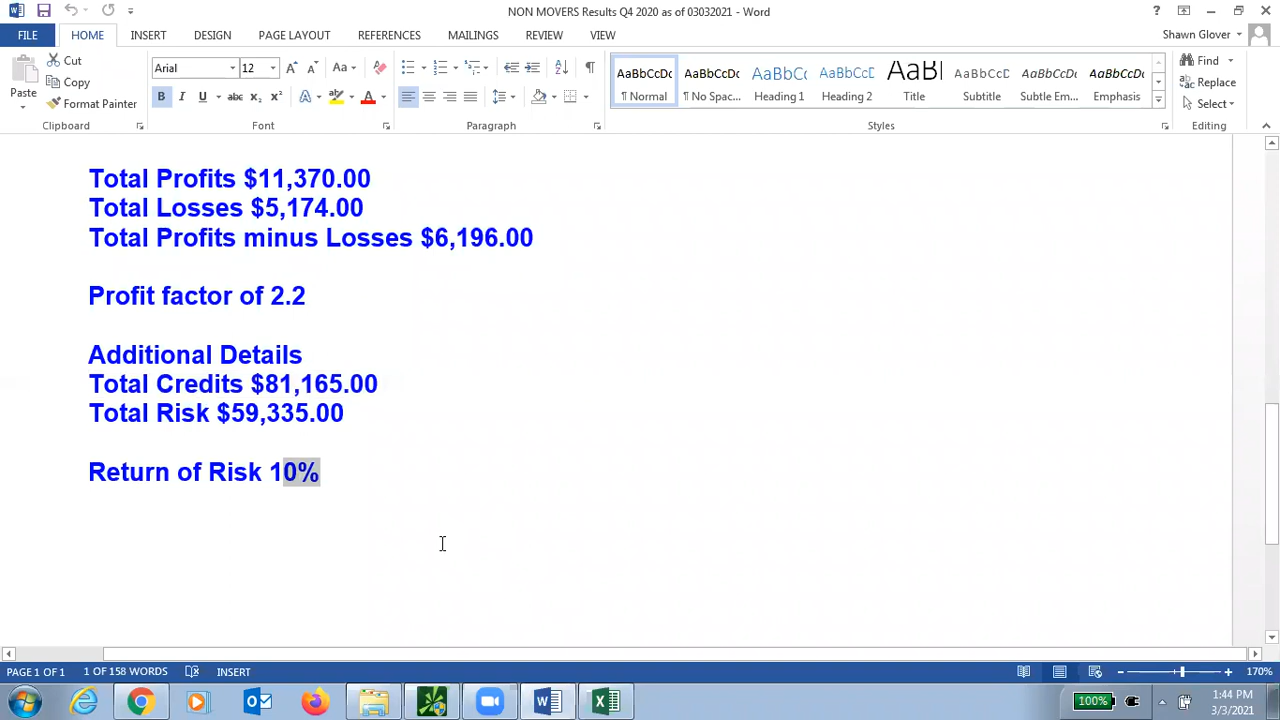 NON MOVERS Results Q4 2020 as of 03032021 - Word
FILE HOME INSERT DESIGN PAGE LAYOUT REFERENCES MAILINGS REVIEW VIEW Shawn Glover
Paste
Cut
Copy
Format Painter
Clipboard
Arial 12
Font
Paragraph
AaBbCcDc AaBbCcDc AaBbCc AaBbCc AaBl AaBbCcD AaBbCcDc AaBbCcDc
¶ Normal ¶ No Spac... Heading 1 Heading 2 Title Subtitle Subtle Em... Emphasis
Styles
Find
Replace
Select
Editing
Total Profits $11,370.00
Total Losses $5,174.00
Total Profits minus Losses $6,196.00
Profit factor of 2.2
Additional Details
Total Credits $81,165.00
Total Risk $59,335.00
Return of Risk 10%
PAGE 1 OF 1 1 OF 158 WORDS INSERT 170%
100% 1:44 PM
3/3/2021